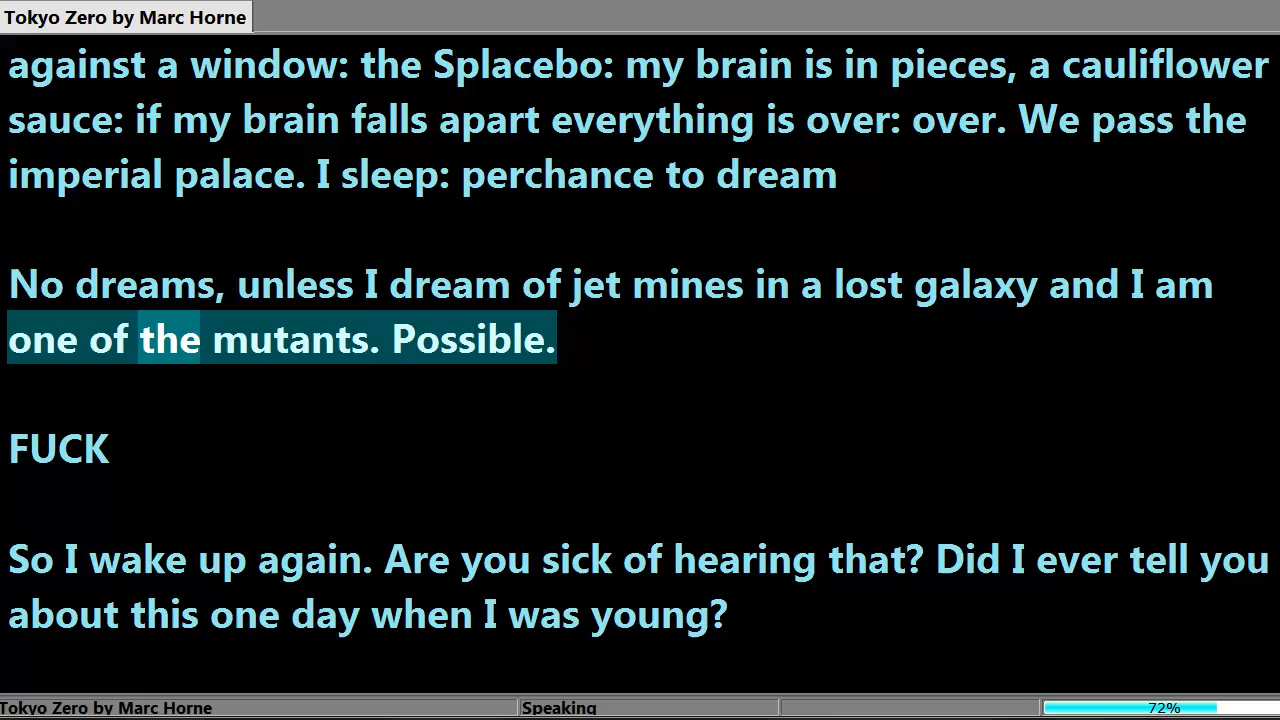 Tokyo Zero by Marc Horne
against a window: the Splacebo: my brain is in pieces, a cauliflower
sauce: if my brain falls apart everything is over: over. We pass the
imperial palace. I sleep: perchance to dream
No dreams, unless I dream of jet mines in a lost galaxy and I am
one of the mutants. Possible.
FUCK
So I wake up again. Are you sick of hearing that? Did I ever tell you
about this one day when I was young?
Tokyo Zero by Marc Horne
Speaking
72%